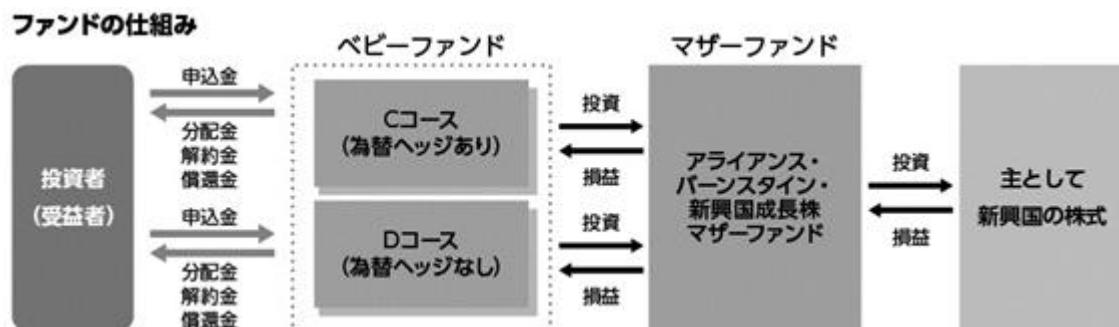 ファンドの仕組み
ベビーファンド
マザーファンド
投資者
(受益者)
申込金
分配金
解約金
償還金
申込金
分配金
解約金
償還金
Cコース
(為替ヘッジあり)
Dコース
(為替ヘッジなし)
投資
損益
投資
損益
アライアンス・
バーンスタイン・
新興国成長株
マザーファンド
投資
損益
主として
新興国の株式